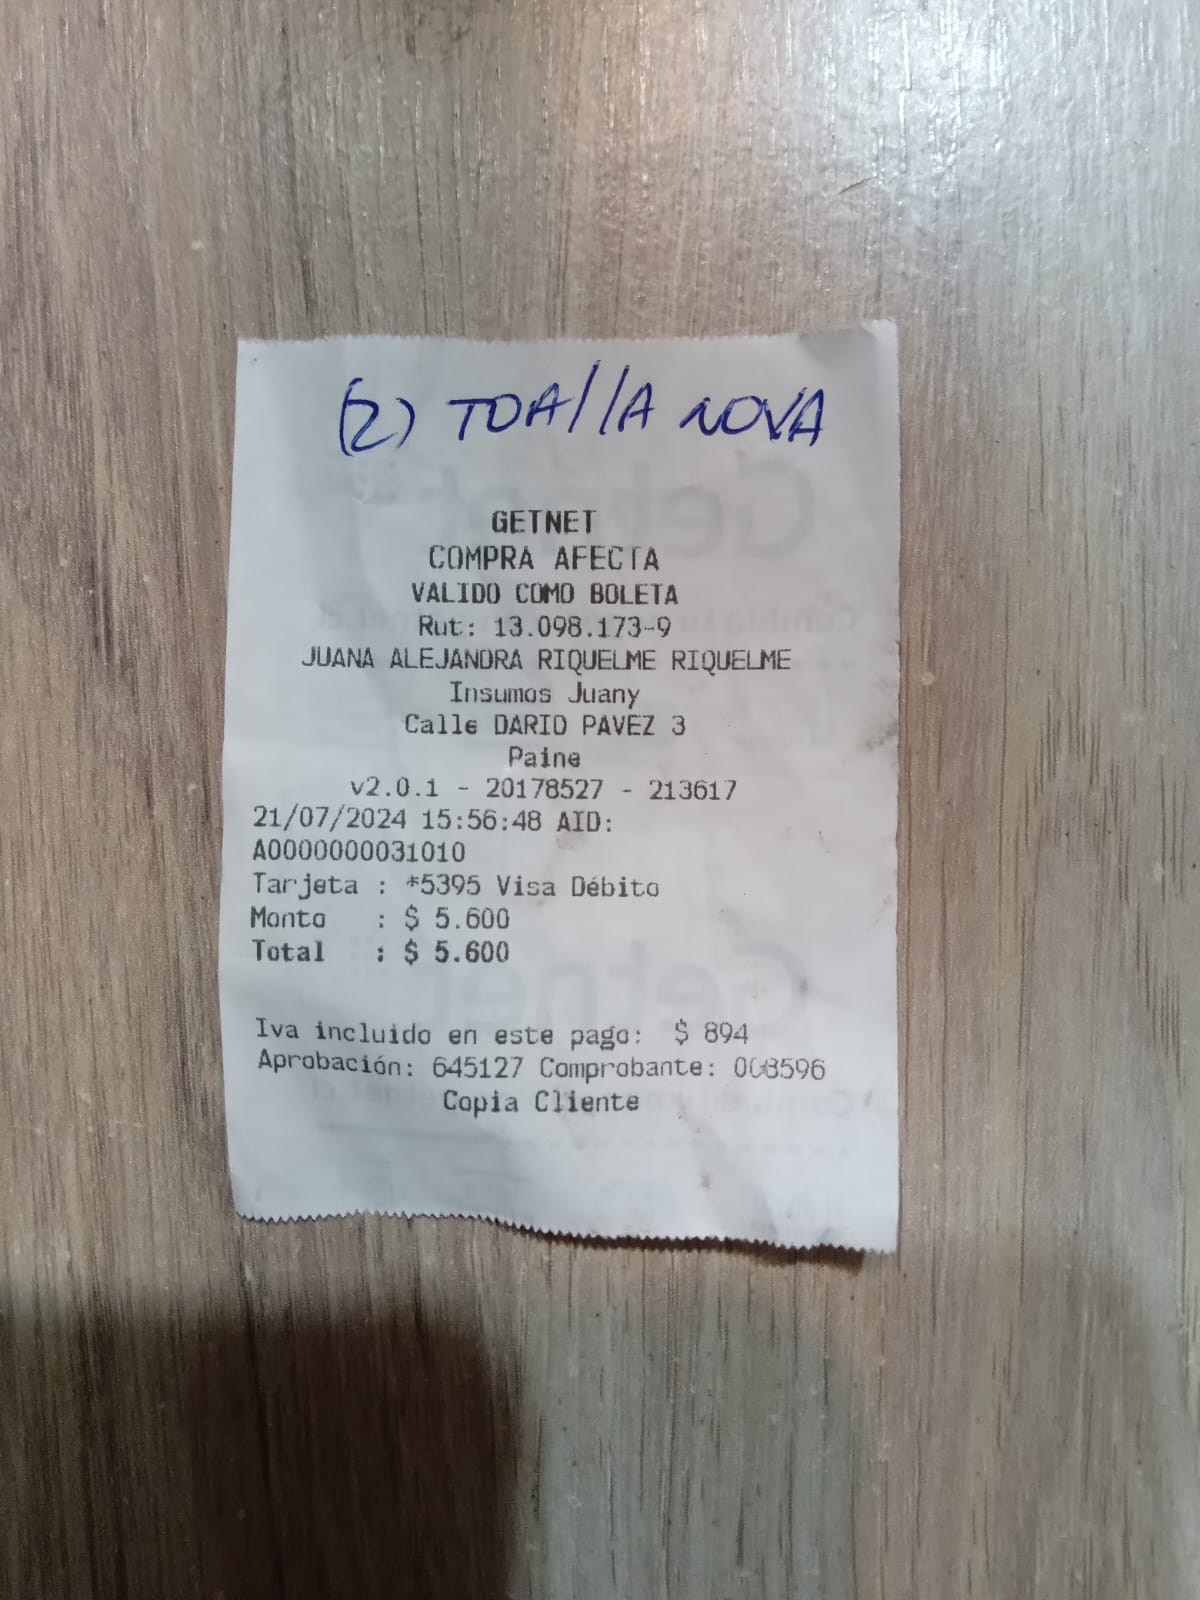 (2) TOALLA NOVA
GETNET
COMPRA AFECTA
VALIDO COMO BOLETA
Rut: 13.098.173-9
JUANA ALEJANDRA RIQUELME RIQUELME
Insumos Juany
Calle DARIO PAVEZ 3
Paine
v2.0.1 - 20178527 - 213617
21/07/2024 15:56:48 AID:
A0000000031010
Tarjeta : *5395 Visa Débito
Monto : $ 5.600
Total : $ 5.600
Iva incluido en este pago: $ 894
Aprobación: 645127 Comprobante: 008596
Copia Cliente